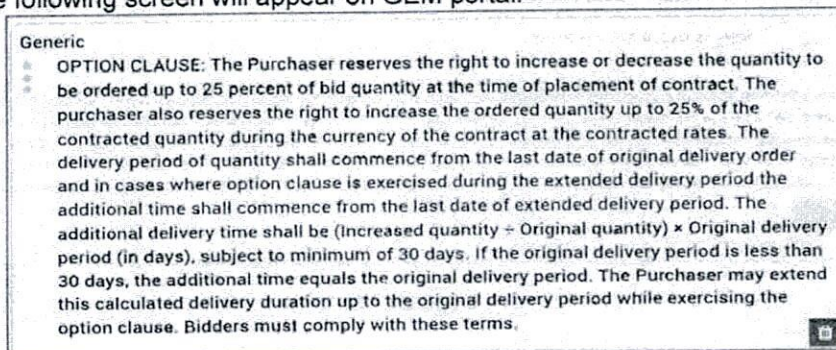 e following screen will appear on GEM portal.
Generic
OPTION CLAUSE: The Purchaser reserves the right to increase or decrease the quantity to
be ordered up to 25 percent of bid quantity at the time of placement of contract. The
purchaser also reserves the right to increase the ordered quantity up to 25% of the
contracted quantity during the currency of the contract at the contracted rates. The
delivery period of quantity shall commence from the last date of original delivery order
and in cases where option clause is exercised during the extended delivery period the
additional time shall commence from the last date of extended delivery period. The
additional delivery time shall be (Increased quantity ÷ Original quantity) × Original delivery
period (in days), subject to minimum of 30 days. If the original delivery period is less than
30 days, the additional time equals the original delivery period. The Purchaser may extend
this calculated delivery duration up to the original delivery period while exercising the
option clause. Bidders must comply with these terms.